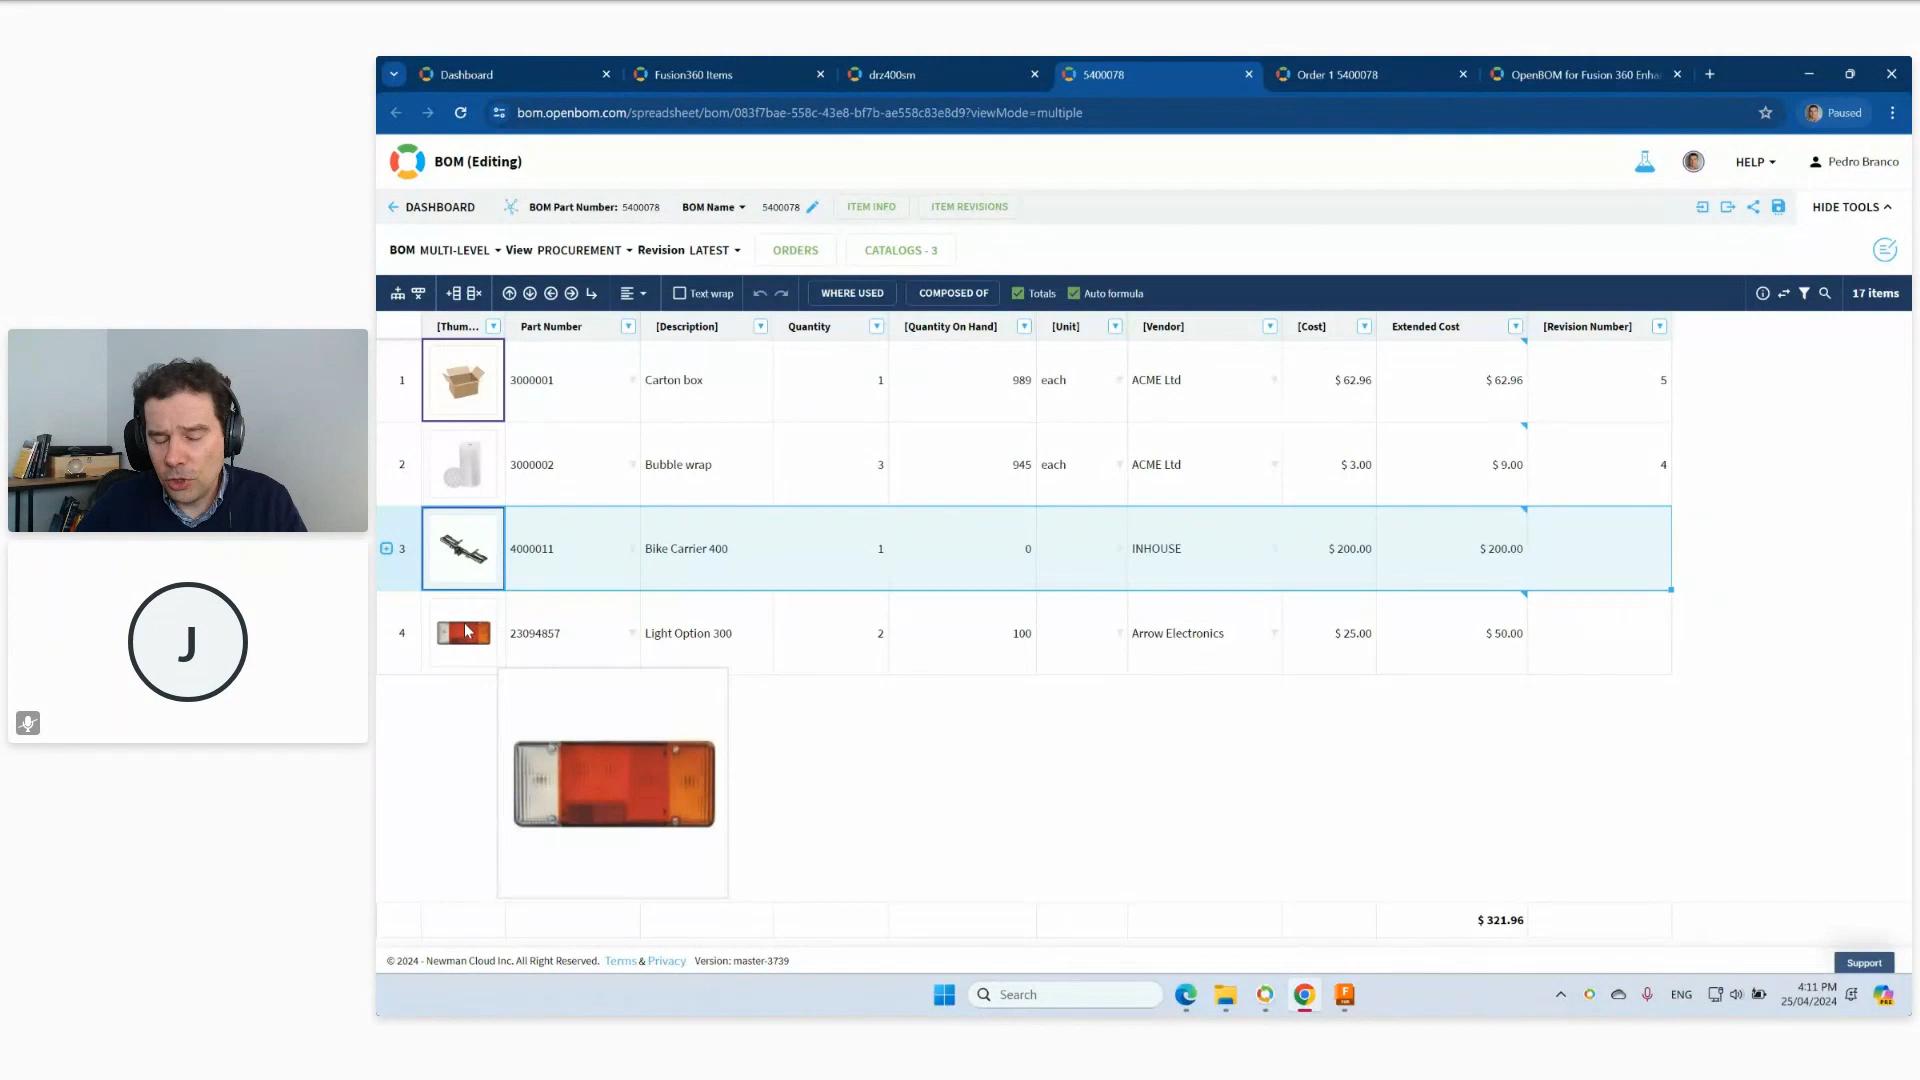 Dashboard
Fusion360 Items
drz400sm
5400078
Order 1 5400078
OpenBOM for Fusion 360 Enha
bom.openbom.com/spreadsheet/bom/083f7bae-558c-43e8-bf7b-ae558c83e8d9?viewMode=multiple
Paused
BOM (Editing)
HELP
Pedro Branco
DASHBOARD
BOM Part Number: 5400078
BOM Name
5400078
ITEM INFO
ITEM REVISIONS
HIDE TOOLS
BOM MULTI-LEVEL
View PROCUREMENT
Revision LATEST
ORDERS
CATALOGS - 3
Text wrap
WHERE USED
COMPOSED OF
Totals
Auto formula
17 items
[Thum... Part Number [Description] Quantity [Quantity On Hand] [Unit] [Vendor] [Cost] Extended Cost [Revision Number]
1 3000001 Carton box 1 989 each ACME Ltd $ 62.96 $ 62.96 5
2 3000002 Bubble wrap 3 945 each ACME Ltd $ 3.00 $ 9.00 4
3 4000011 Bike Carrier 400 1 0 INHOUSE $ 200.00 $ 200.00
4 23094857 Light Option 300 2 100 Arrow Electronics $ 25.00 $ 50.00
J
$ 321.96
© 2024 - Newman Cloud Inc. All Right Reserved. Terms & Privacy Version: master-3739
Support
Search
ENG
4:11 PM
25/04/2024